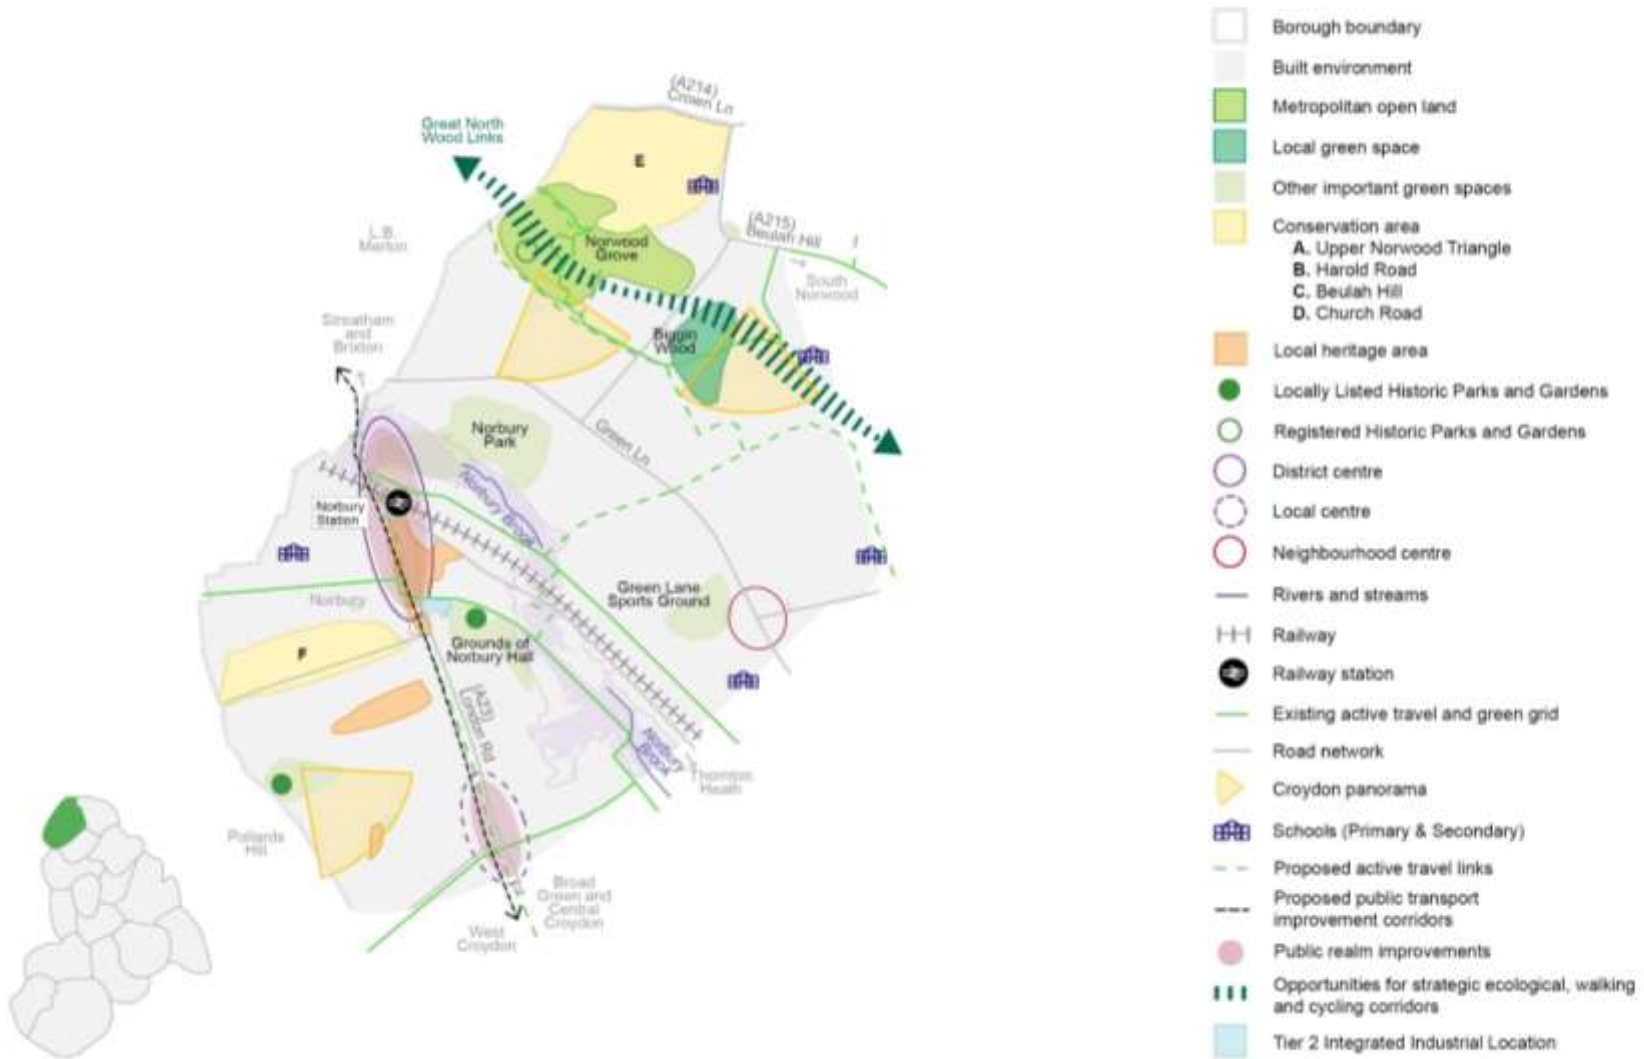 (A214)
Crown Ln
Great North
Wood Links
E
L.B.
Merton
Norwood
Grove
(A215)
Beulah Hill
South
Norwood
Streatham
and
Brixton
Biggin
Wood
Norbury
Park
Green Ln
Norbury Brook
Norbury
Station
Green Lane
Sports Ground
Norbury
Grounds of
Norbury Hall
F
(A23)
London Rd
Norbury
Brook
Thornton
Heath
Pollards
Hill
Broad
Green and
Central
Croydon
West
Croydon
Borough boundary
Built environment
Metropolitan open land
Local green space
Other important green spaces
Conservation area
A. Upper Norwood Triangle
B. Harold Road
C. Beulah Hill
D. Church Road
Local heritage area
Locally Listed Historic Parks and Gardens
Registered Historic Parks and Gardens
District centre
Local centre
Neighbourhood centre
Rivers and streams
Railway
Railway station
Existing active travel and green grid
Road network
Croydon panorama
Schools (Primary & Secondary)
Proposed active travel links
Proposed public transport
improvement corridors
Public realm improvements
Opportunities for strategic ecological, walking
and cycling corridors
Tier 2 Integrated Industrial Location